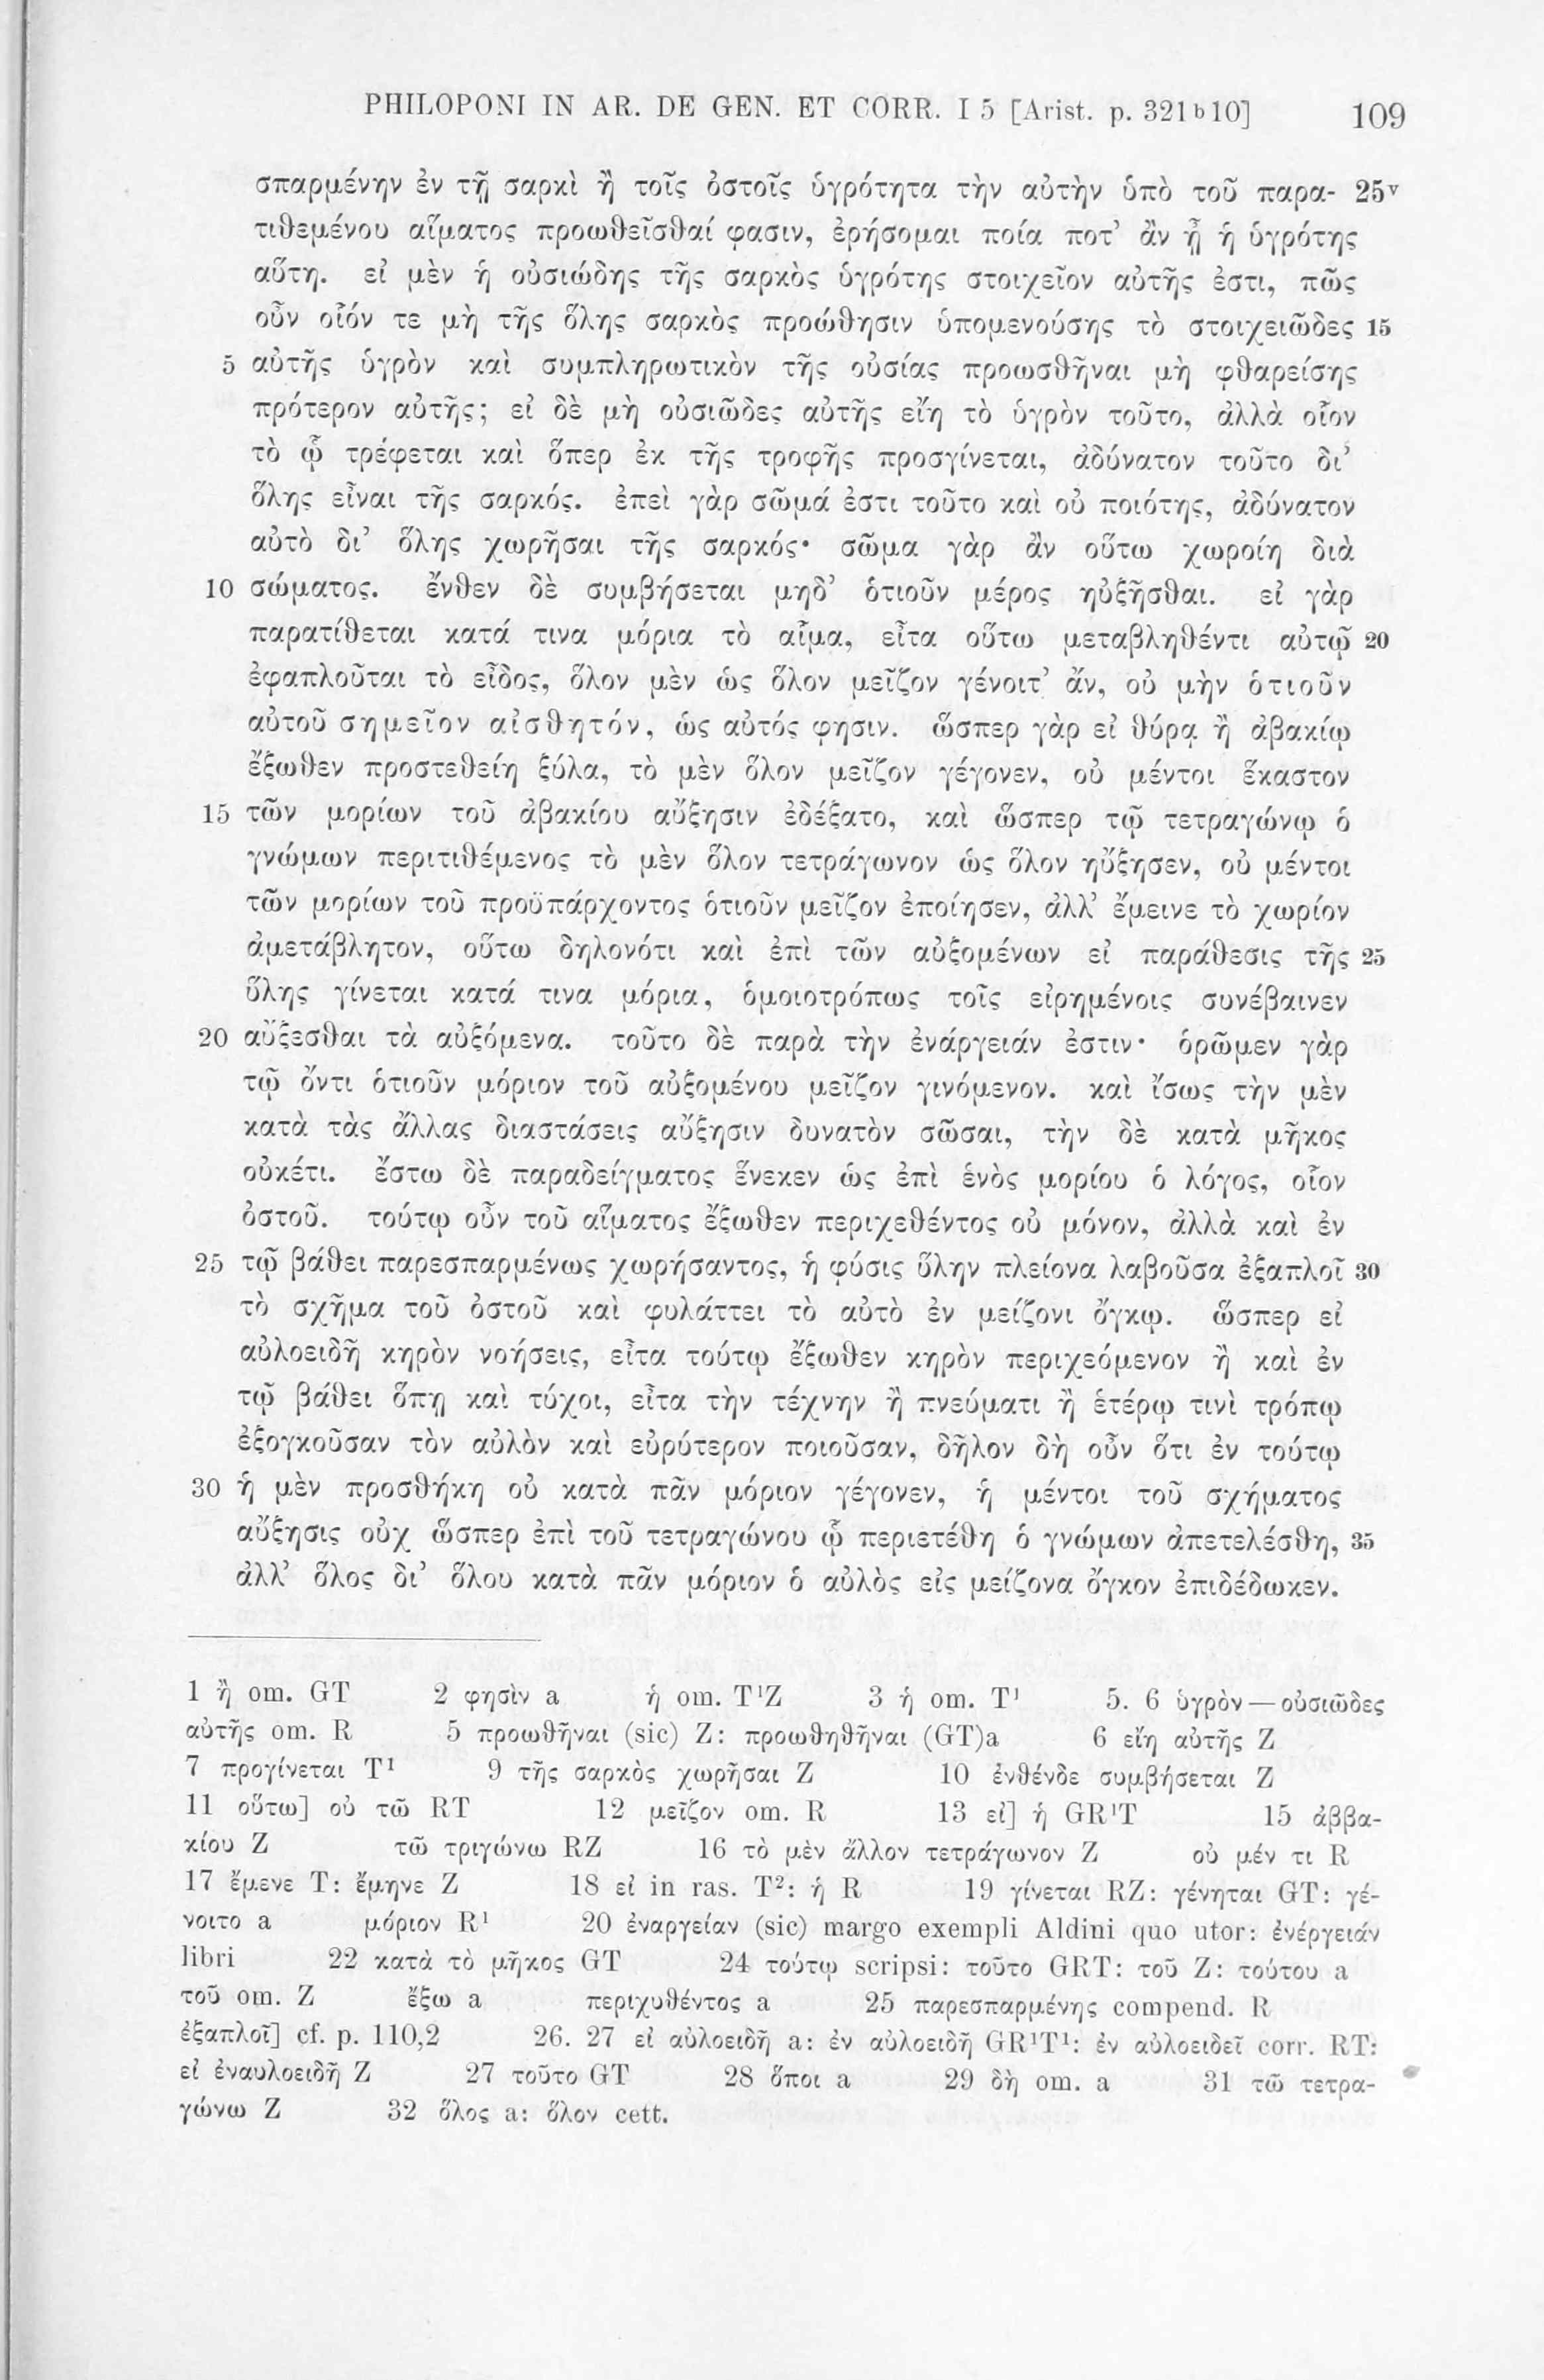 PHILOPONI IN AR. DE GEN. ET CORR. I 5 [Arist. p. 321b10] 109
σπαρμένην ἐν τῇ σαρκὶ ἢ τοῖς ὀστοῖς ὑγρότητα τὴν αὐτὴν ὑπὸ τοῦ παρα- 25v
τιθεμένου αἵματος προωθεῖσθαί φασιν, ἐρήσομαι ποία ποτ’ ἂν ᾖ ἡ ὑγρότης
αὕτη. εἰ μὲν ἡ οὐσιώδης τῆς σαρκὸς ὑγρότης στοιχεῖον αὐτῆς ἐστι, πῶς
οὖν οἷόν τε μὴ τῆς ὅλης σαρκὸς προώθησιν ὑπομενούσης τὸ στοιχειῶδες 15
5 αὐτῆς ὑγρὸν καὶ συμπληρωτικὸν τῆς οὐσίας προωσθῆναι μὴ φθαρείσης
πρότερον αὐτῆς; εἰ δὲ μὴ οὐσιῶδες αὐτῆς εἴη τὸ ὑγρὸν τοῦτο, ἀλλὰ οἷον
τὸ ᾧ τρέφεται καὶ ὅπερ ἐκ τῆς τροφῆς προσγίνεται, ἀδύνατον τοῦτο δι’
ὅλης εἶναι τῆς σαρκός. ἐπεὶ γὰρ σῶμά ἐστι τοῦτο καὶ οὐ ποιότης, ἀδύνατον
αὐτὸ δι’ ὅλης χωρῆσαι τῆς σαρκός· σῶμα γὰρ ἂν οὕτω χωροίη διὰ
10 σώματος. ἔνθεν δὲ συμβήσεται μηδ’ ὁτιοῦν μέρος ηὐξῆσθαι. εἰ γὰρ
παρατίθεται κατά τινα μόρια τὸ αἷμα, εἶτα οὕτω μεταβληθέντι αὐτῷ 20
ἐφαπλοῦται τὸ εἶδος, ὅλον μὲν ὡς ὅλον μεῖζον γένοιτ’ ἄν, οὐ μὴν ὁτιοῦν
αὐτοῦ σημεῖον αἰσθητόν, ὡς αὐτός φησιν. ὥσπερ γὰρ εἰ θύρᾳ ἢ ἀβακίῳ
ἔξωθεν προστεθείη ξύλα, τὸ μὲν ὅλον μεῖζον γέγονεν, οὐ μέντοι ἕκαστον
15 τῶν μορίων τοῦ ἀβακίου αὔξησιν ἐδέξατο, καὶ ὥσπερ τῷ τετραγώνῳ ὁ
γνώμων περιτιθέμενος τὸ μὲν ὅλον τετράγωνον ὡς ὅλον ηὔξησεν, οὐ μέντοι
τῶν μορίων τοῦ προϋπάρχοντος ὁτιοῦν μεῖζον ἐποίησεν, ἀλλ’ ἔμεινε τὸ χωρίον
ἀμετάβλητον, οὕτω δηλονότι καὶ ἐπὶ τῶν αὐξομένων εἰ παράθεσις τῆς 25
ὕλης γίνεται κατά τινα μόρια, ὁμοιοτρόπως τοῖς εἰρημένοις συνέβαινεν
20 αὔξεσθαι τὰ αὐξόμενα. τοῦτο δὲ παρὰ τὴν ἐνάργειάν ἐστιν· ὁρῶμεν γὰρ
τῷ ὄντι ὁτιοῦν μόριον τοῦ αὐξομένου μεῖζον γινόμενον. καὶ ἴσως τὴν μὲν
κατὰ τὰς ἄλλας διαστάσεις αὔξησιν δυνατὸν σῶσαι, τὴν δὲ κατὰ μῆκος
οὐκέτι. ἔστω δὲ παραδείγματος ἕνεκεν ὡς ἐπὶ ἑνὸς μορίου ὁ λόγος, οἷον
ὀστοῦ. τούτῳ οὖν τοῦ αἵματος ἔξωθεν περιχεθέντος οὐ μόνον, ἀλλὰ καὶ ἐν
25 τῷ βάθει παρεσπαρμένως χωρήσαντος, ἡ φύσις ὕλην πλείονα λαβοῦσα ἐξαπλοῖ 30
τὸ σχῆμα τοῦ ὀστοῦ καὶ φυλάττει τὸ αὐτὸ ἐν μείζονι ὄγκῳ. ὥσπερ εἰ
αὐλοειδῆ κηρὸν νοήσεις, εἶτα τούτῳ ἔξωθεν κηρὸν περιχεόμενον ἢ καὶ ἐν
τῷ βάθει ὅπῃ καὶ τύχοι, εἶτα τὴν τέχνην ἢ πνεύματι ἢ ἑτέρῳ τινὶ τρόπῳ
ἐξογκοῦσαν τὸν αὐλὸν καὶ εὐρύτερον ποιοῦσαν, δῆλον δὴ οὖν ὅτι ἐν τούτῳ
30 ἡ μὲν προσθήκη οὐ κατὰ πᾶν μόριον γέγονεν, ἡ μέντοι τοῦ σχήματος
αὔξησις οὐχ ὥσπερ ἐπὶ τοῦ τετραγώνου ᾧ περιετέθη ὁ γνώμων ἀπετελέσθη, 35
ἀλλ’ ὅλος δι’ ὅλου κατὰ πᾶν μόριον ὁ αὐλὸς εἰς μείζονα ὄγκον ἐπιδέδωκεν.
1 ἢ om. GT 2 φησὶν a ἡ om. T¹Z 3 ἡ om. T¹ 5. 6 ὑγρὸν — οὐσιῶδες
αὐτῆς om. R 5 προωθῆναι (sic) Z: προωθηθῆναι (GT)a 6 εἴη αὐτῆς Z
7 προγίνεται T¹ 9 τῆς σαρκὸς χωρῆσαι Z 10 ἐνθένδε συμβήσεται Z
11 οὕτω] οὐ τῶ RT 12 μεῖζον om. R 13 εἰ] ἡ GR¹T 15 ἀββα-
κίου Z τῶ τριγώνω RZ 16 τὸ μὲν ἄλλον τετράγωνον Z οὐ μέν τι R
17 ἔμενε T: ἔμηνε Z 18 εἰ in ras. T²: ἡ R 19 γίνεται RZ: γένηται GT: γέ-
νοιτο a μόριον R¹ 20 ἐναργείαν (sic) margo exempli Aldini quo utor: ἐνέργειάν
libri 22 κατὰ τὸ μῆκος GT 24 τούτῳ scripsi: τοῦτο GRT: τοῦ Z: τούτου a
τοῦ om. Z ἔξω a περιχυθέντος a 25 παρεσπαρμένης compend. R
ἐξαπλοῖ] cf. p. 110,2 26. 27 εἰ αὐλοειδῆ a: ἐν αὐλοειδῆ GR¹T¹: ἐν αὐλοειδεῖ corr. RT:
εἰ ἐναυλοειδῆ Z 27 τοῦτο GT 28 ὅποι a 29 δὴ om. a 31 τῶ τετρα-
γώνω Z 32 ὅλος a: ὅλον cett.